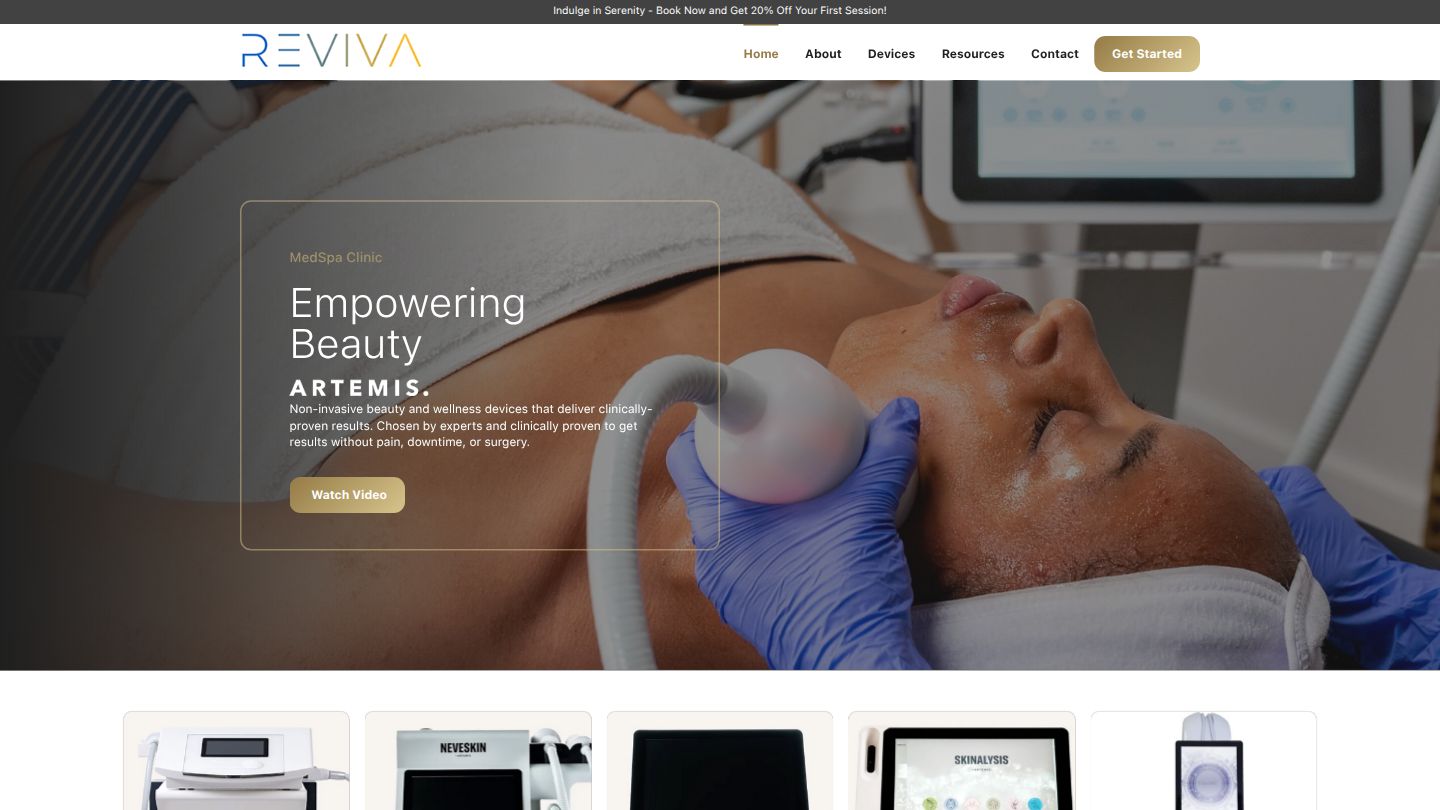 Indulge in Serenity - Book Now and Get 20% Off Your First Session!
REVIVA
Home About Devices Resources Contact Get Started
MedSpa Clinic
Empowering
Beauty
ARTEMIS.
Non-invasive beauty and wellness devices that deliver clinically-
proven results. Chosen by experts and clinically proven to get
results without pain, downtime, or surgery.
Watch Video
NEVESKIN
SKINALYSIS